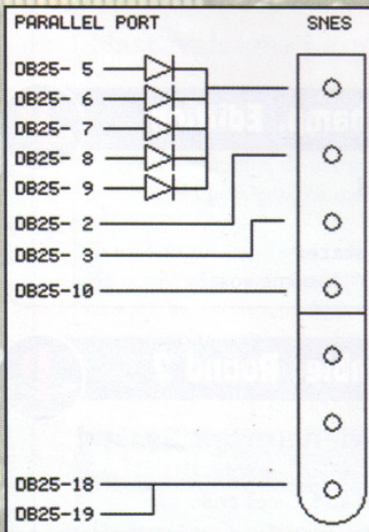 PARALLEL PORT SNES
DB25- 5
DB25- 6
DB25- 7
DB25- 8
DB25- 9
DB25- 2
DB25- 3
DB25-10
DB25-18
DB25-19